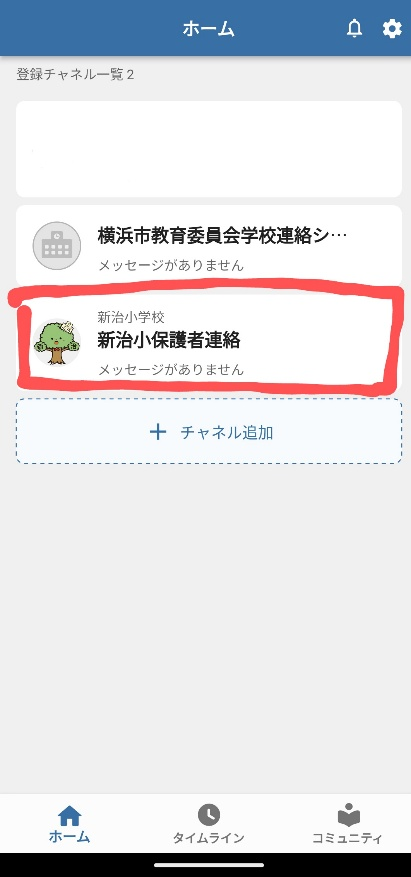 ホーム
登録チャネル一覧 2
横浜市教育委員会学校連絡シ…
メッセージがありません
新治小学校
新治小保護者連絡
メッセージがありません
＋ チャネル追加
ホーム
タイムライン
コミュニティ